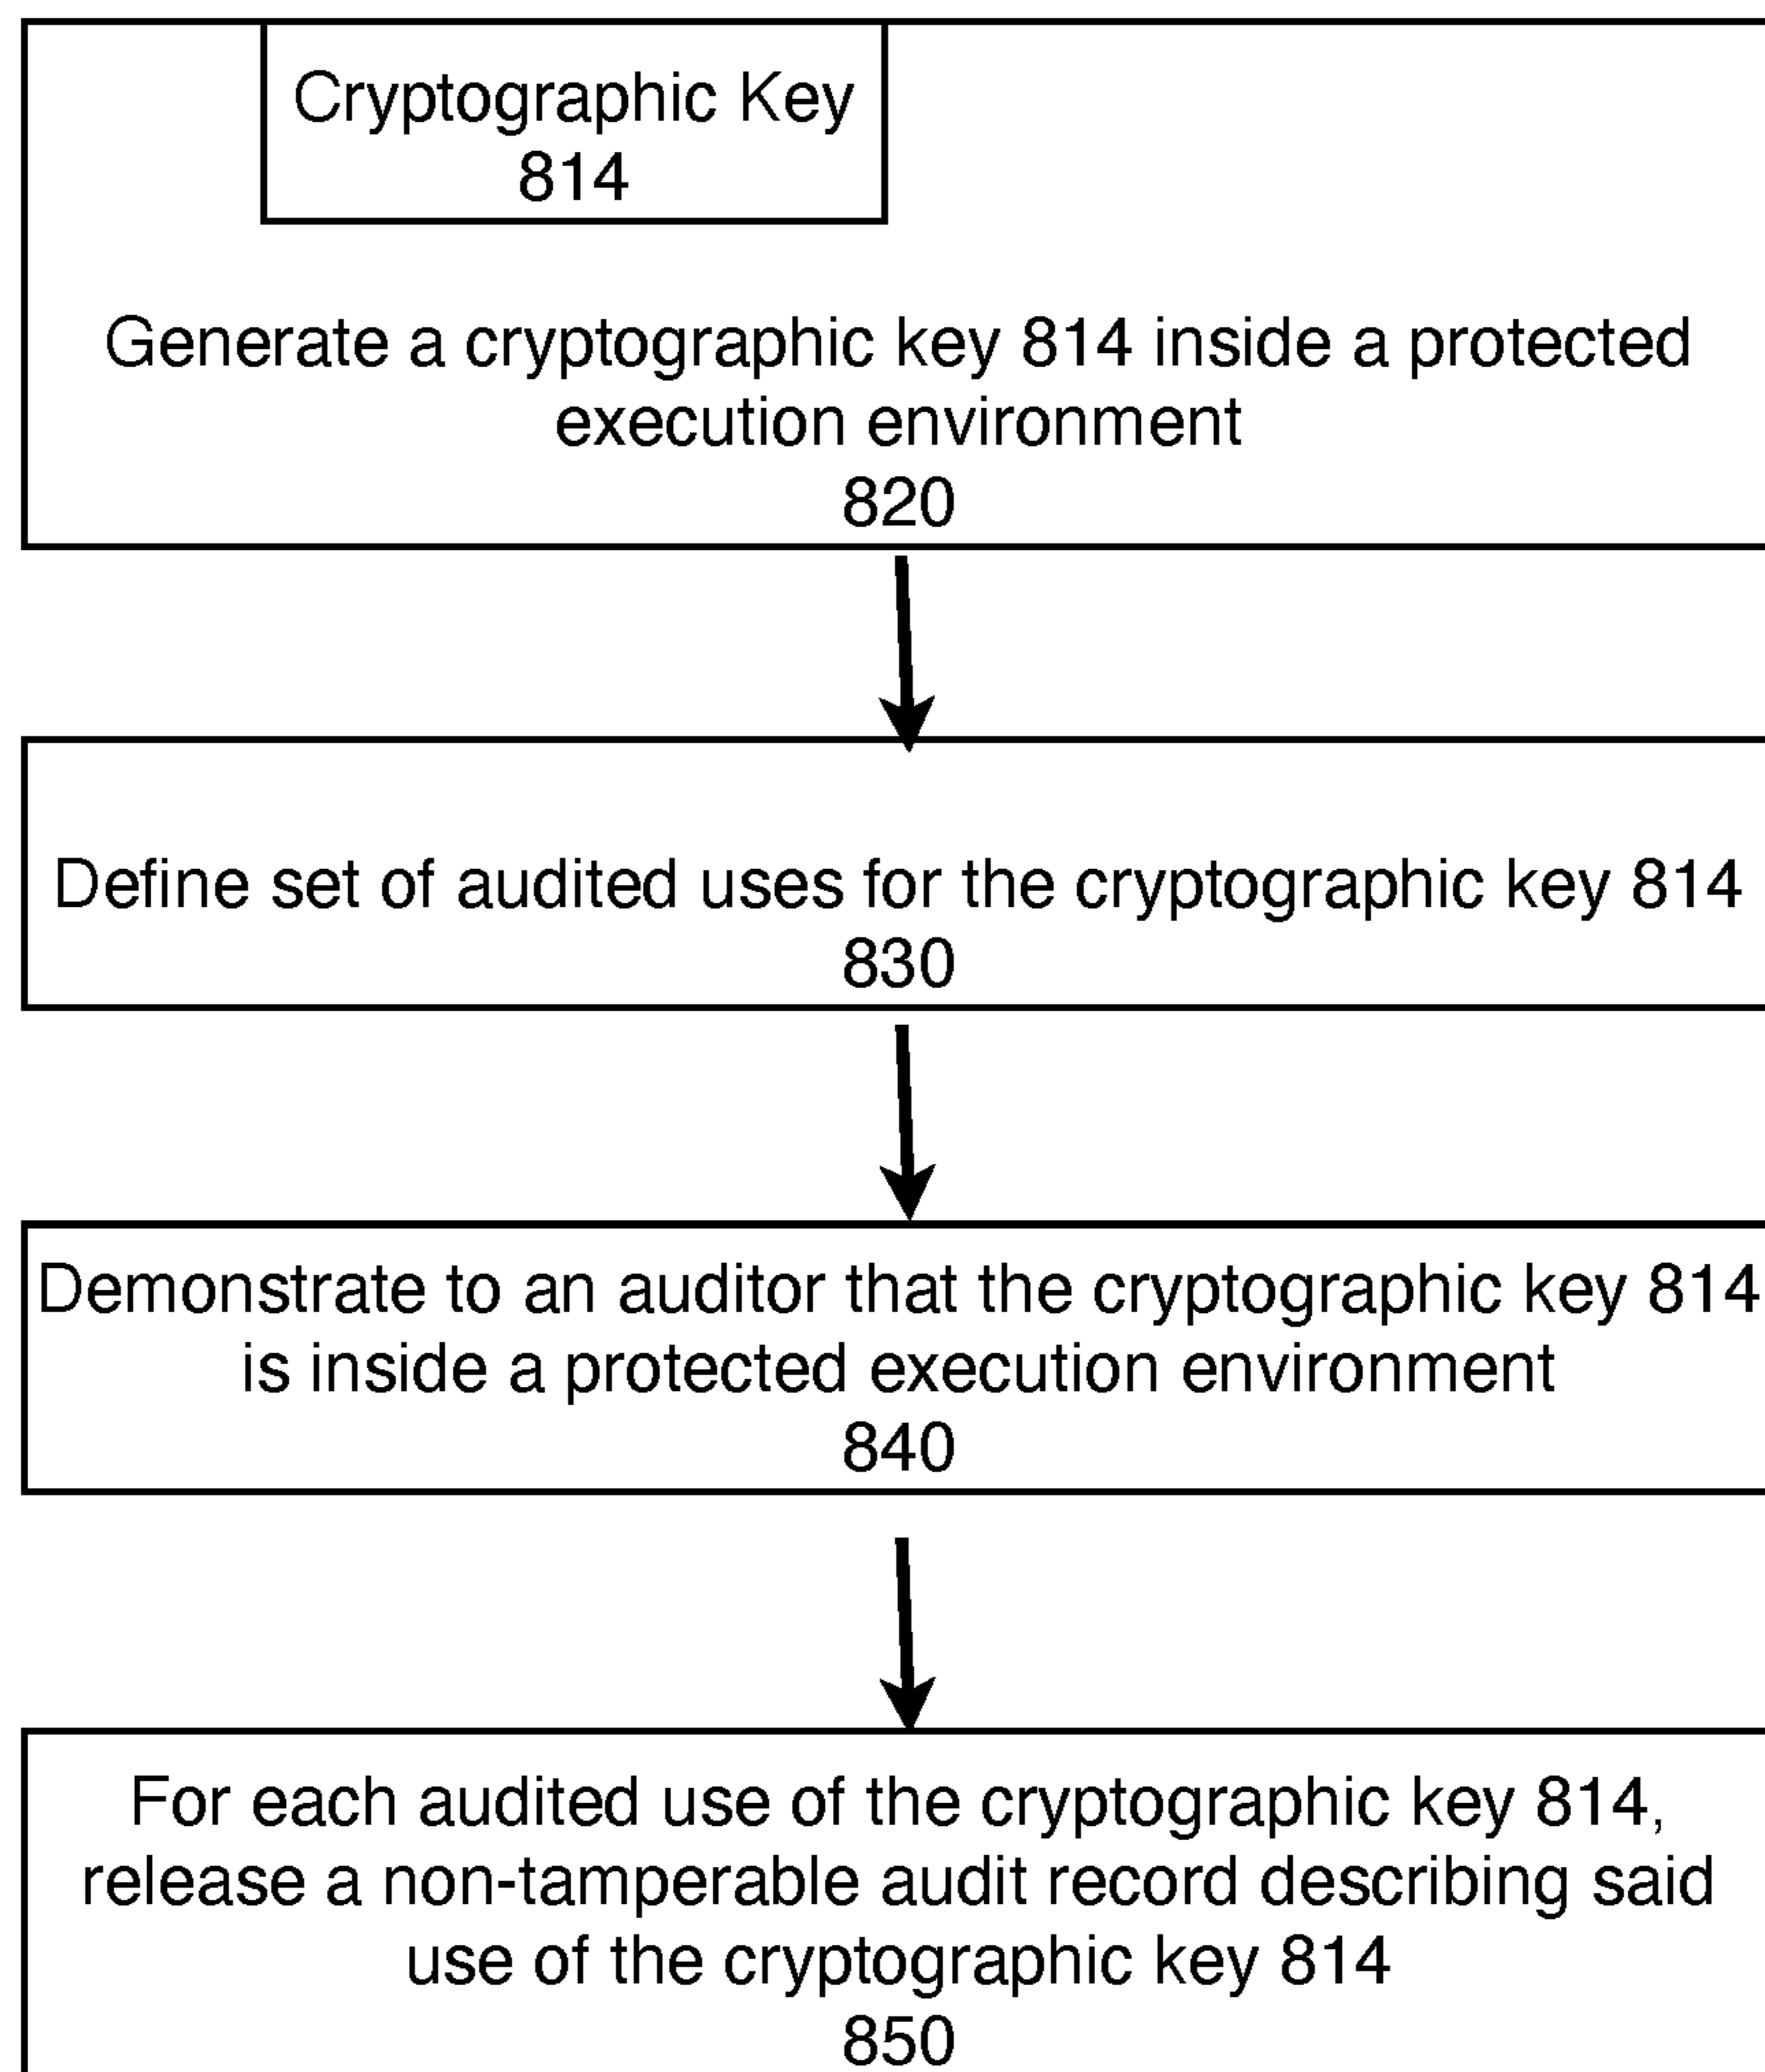 Cryptographic Key
814
Generate a cryptographic key 814 inside a protected
execution environment
820
Define set of audited uses for the cryptographic key 814
830
Demonstrate to an auditor that the cryptographic key 814
is inside a protected execution environment
840
For each audited use of the cryptographic key 814,
release a non-tamperable audit record describing said
use of the cryptographic key 814
850